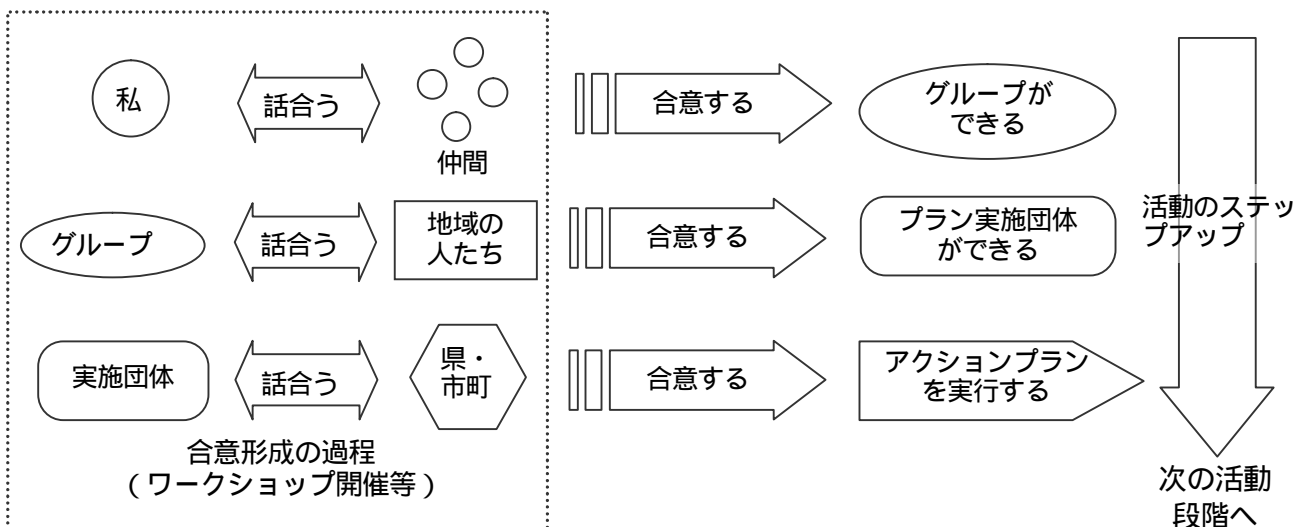 私
話合う
仲間
合意する
グループが
できる
グループ
話合う
地域の
人たち
合意する
プラン実施団体
ができる
活動のステッ
プアップ
実施団体
話合う
県・
市町
合意する
アクションプラン
を実行する
合意形成の過程
(ワークショップ開催等)
次の活動
段階へ